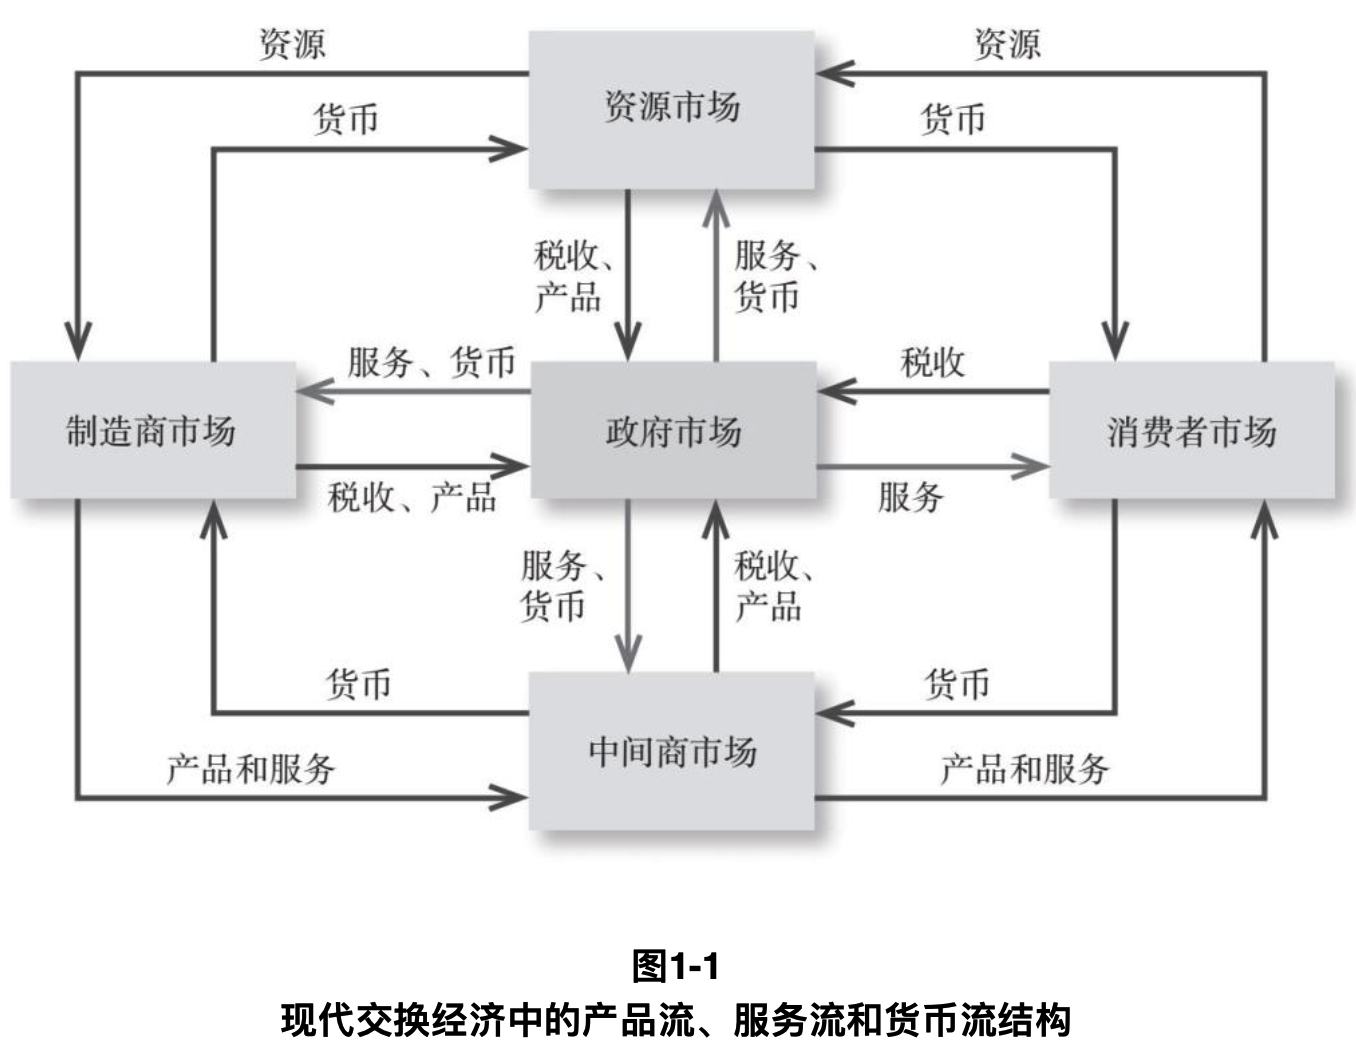 资源
资源
资源市场
货币
货币
税收、
产品
服务、
货币
服务、货币
税收
制造商市场
政府市场
消费者市场
税收、产品
服务
服务、
货币
税收、
产品
货币
货币
中间商市场
产品和服务
产品和服务
图1-1
现代交换经济中的产品流、服务流和货币流结构